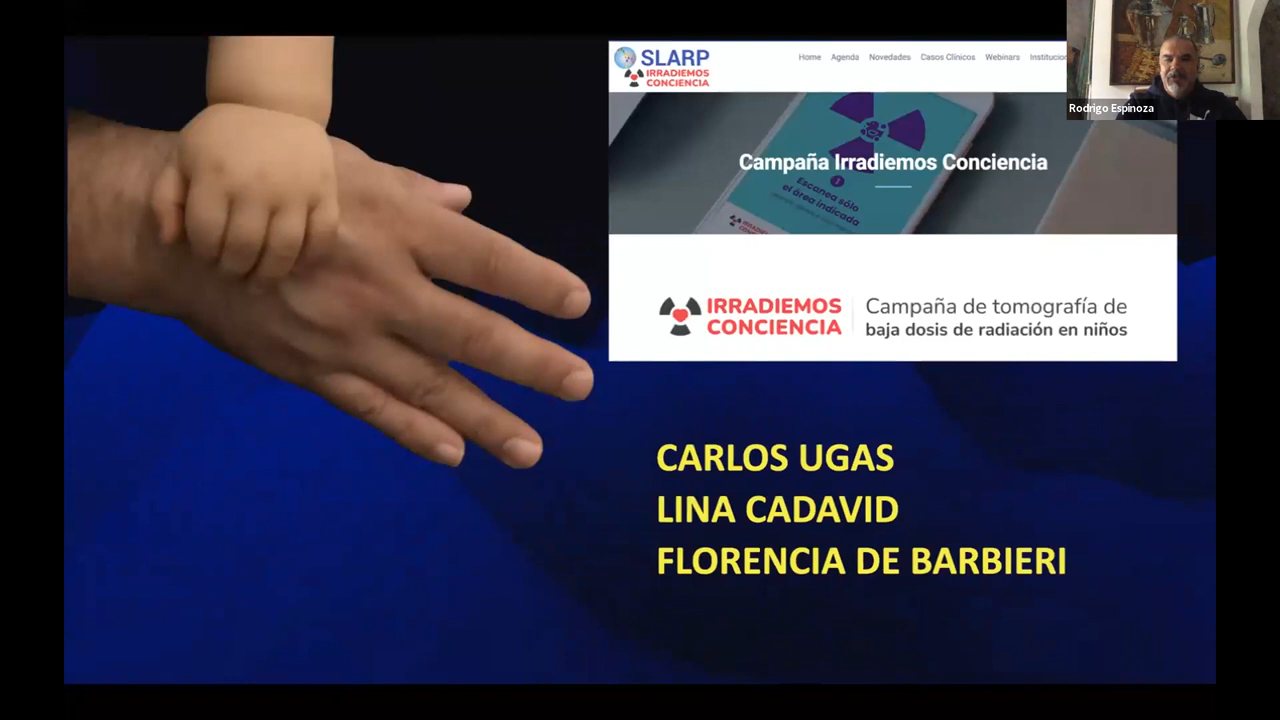 SLARP
IRRADIEMOS
CONCIENCIA
Home Agenda Novedades Casos Clínicos Webinars
Rodrigo Espinoza
Campaña Irradiemos Conciencia
Escanea sólo
el área indicada
IRRADIEMOS
CONCIENCIA
Campaña de tomografía de
baja dosis de radiación en niños
CARLOS UGAS
LINA CADAVID
FLORENCIA DE BARBIERI